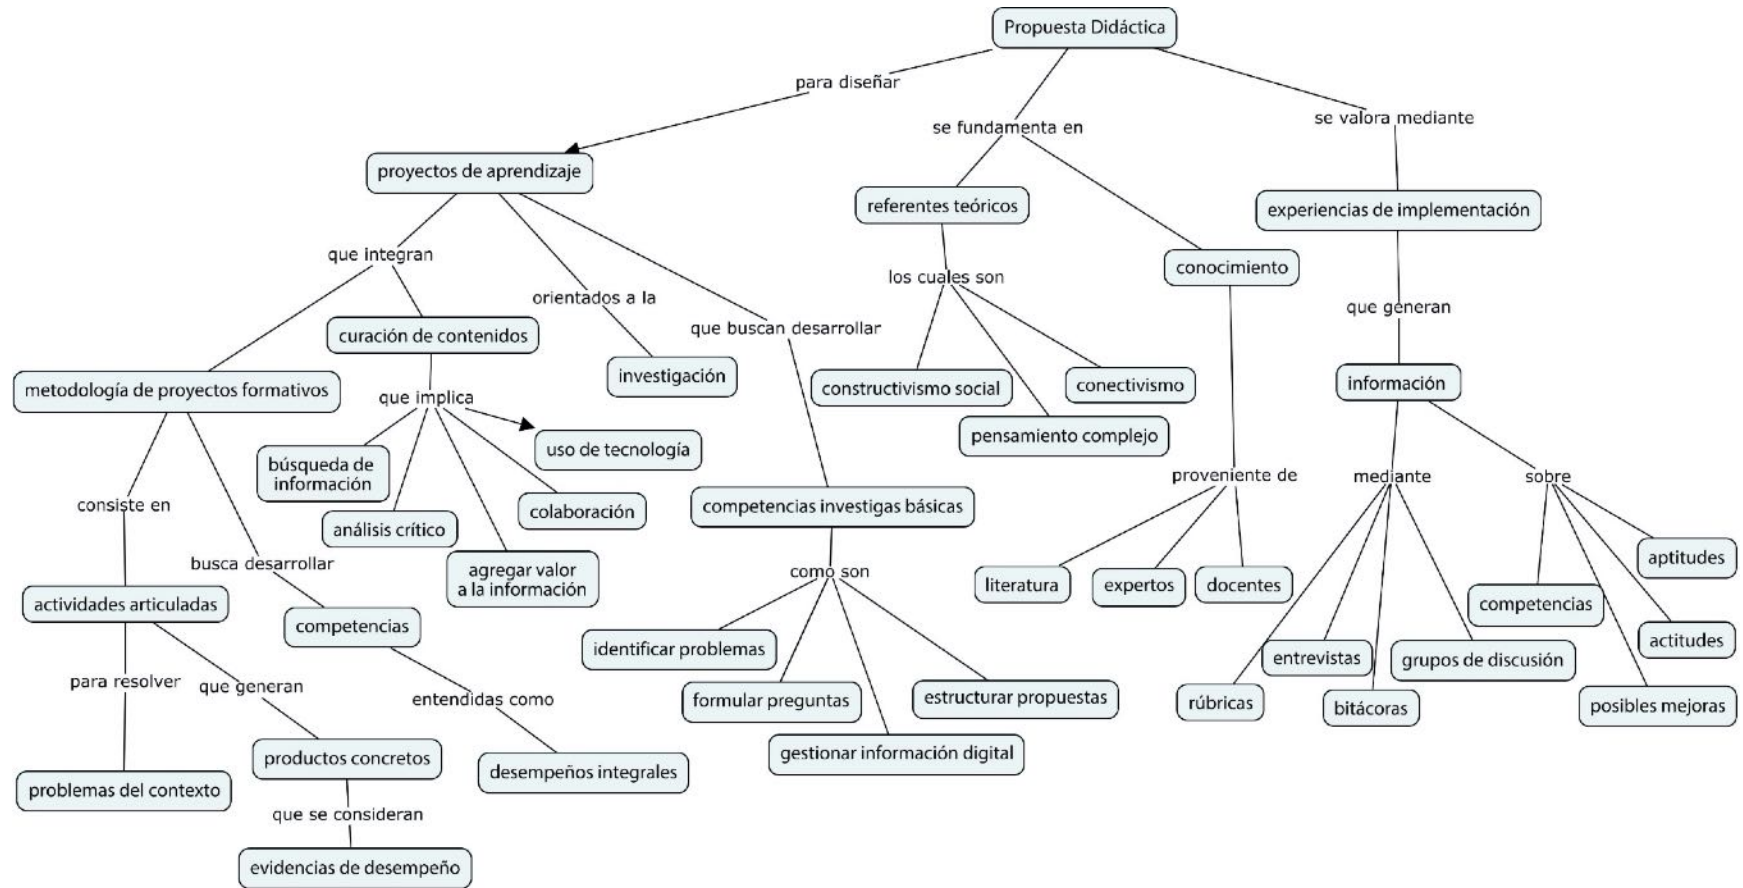 Propuesta Didáctica
para diseñar
se fundamenta en
se valora mediante
proyectos de aprendizaje
referentes teóricos
experiencias de implementación
que integran
orientados a la
que buscan desarrollar
los cuales son
conocimiento
que generan
curación de contenidos
metodología de proyectos formativos
investigación
constructivismo social
conectivismo
pensamiento complejo
información
que implica
uso de tecnología
búsqueda de
información
análisis crítico
colaboración
agregar valor
a la información
consiste en
busca desarrollar
competencias investigas básicas
proveniente de
mediante
sobre
como son
literatura
expertos
docentes
aptitudes
competencias
actitudes
posibles mejoras
actividades articuladas
competencias
identificar problemas
formular preguntas
gestionar información digital
estructurar propuestas
entrevistas
grupos de discusión
rúbricas
bitácoras
para resolver
que generan
entendidas como
problemas del contexto
productos concretos
desempeños integrales
que se consideran
evidencias de desempeño